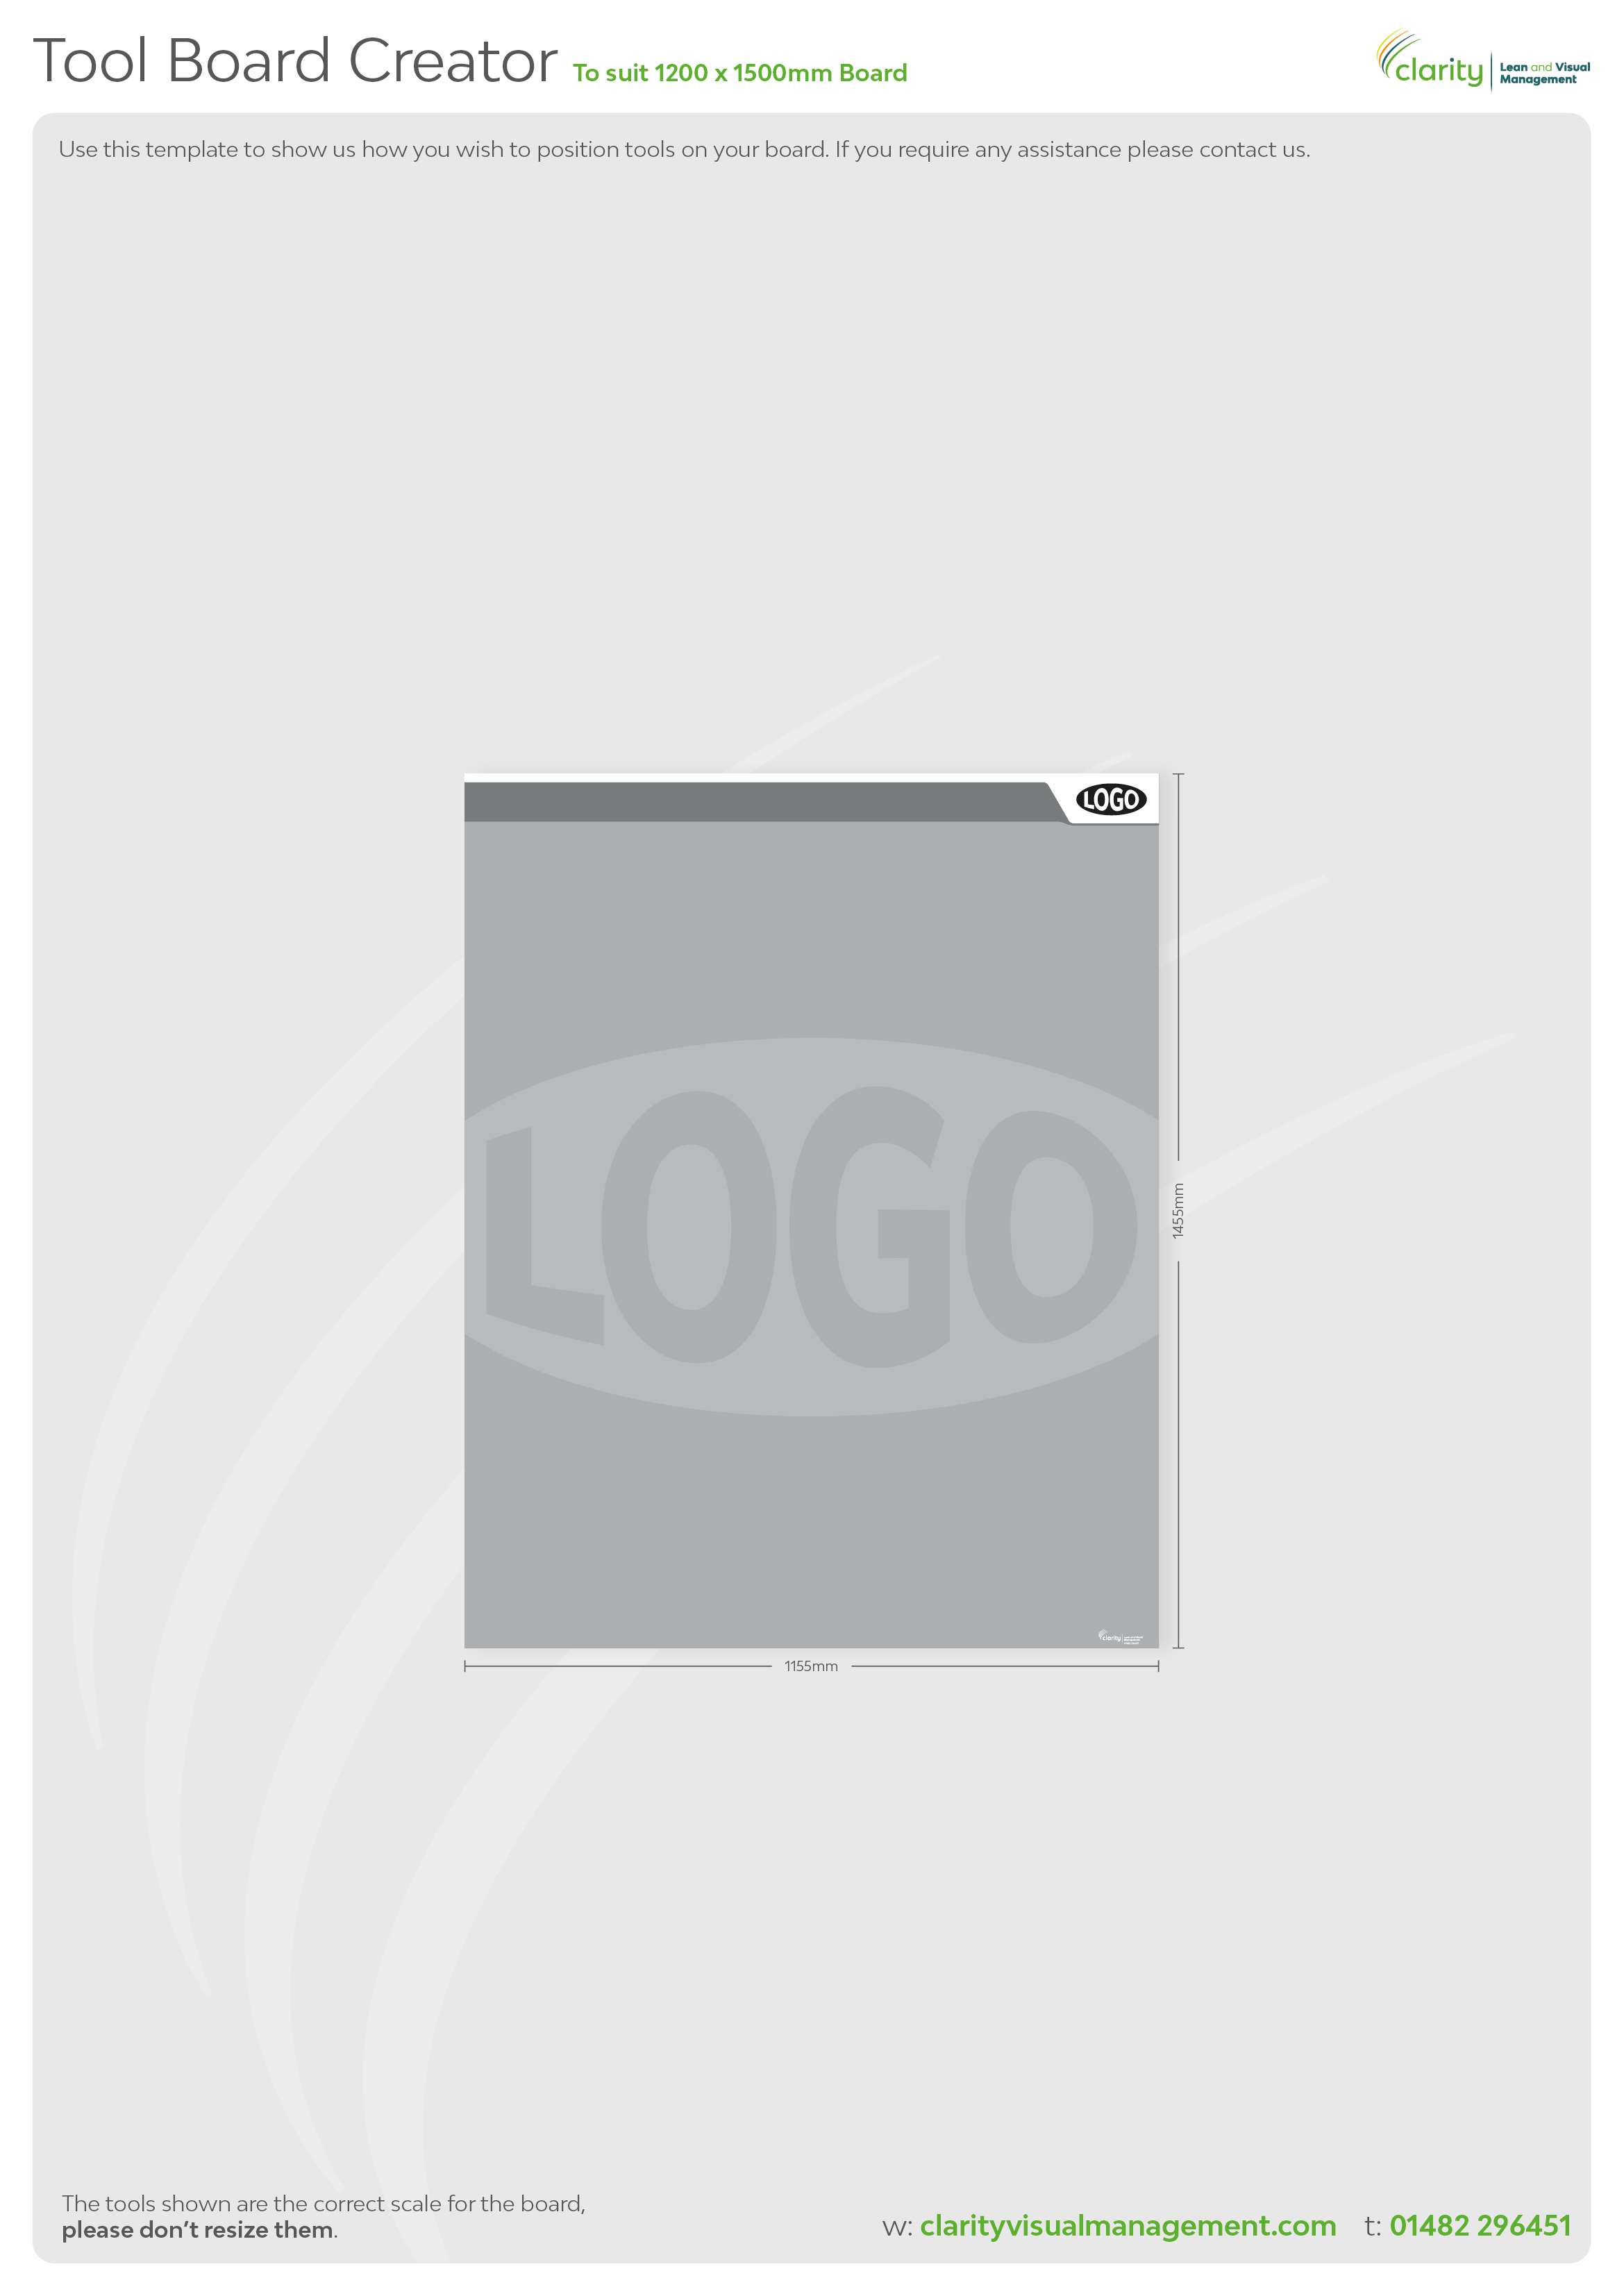 Tool Board Creator To suit 1200 x 1500mm Board
clarity Lean and Visual
Management
Use this template to show us how you wish to position tools on your board. If you require any assistance please contact us.
LOGO
LOGO
1455mm
clarity
1155mm
The tools shown are the correct scale for the board,
please don’t resize them.
w: clarityvisualmanagement.com t: 01482 296451